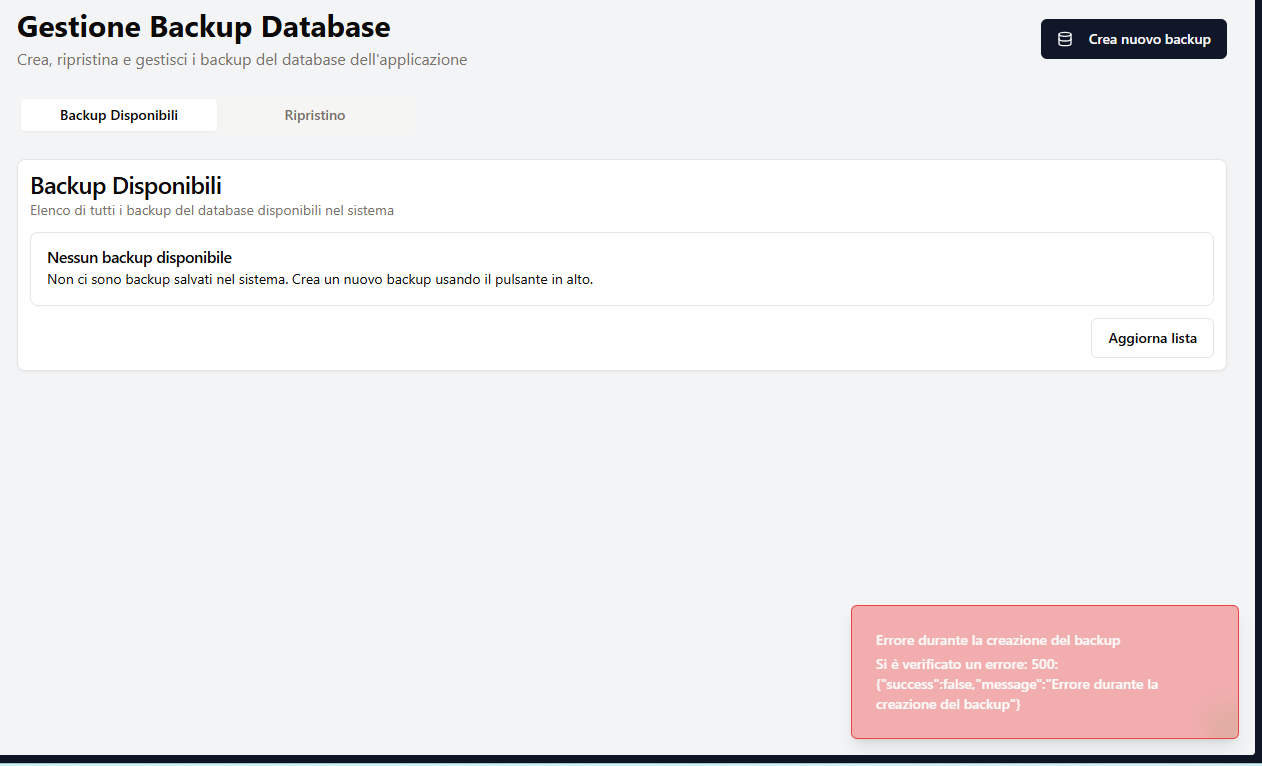 Gestione Backup Database
Crea, ripristina e gestisci i backup del database dell'applicazione
Crea nuovo backup
Backup Disponibili
Ripristino
Backup Disponibili
Elenco di tutti i backup del database disponibili nel sistema
Nessun backup disponibile
Non ci sono backup salvati nel sistema. Crea un nuovo backup usando il pulsante in alto.
Aggiorna lista
Errore durante la creazione del backup
Si è verificato un errore: 500:
{"success":false,"message":"Errore durante la
creazione del backup"}